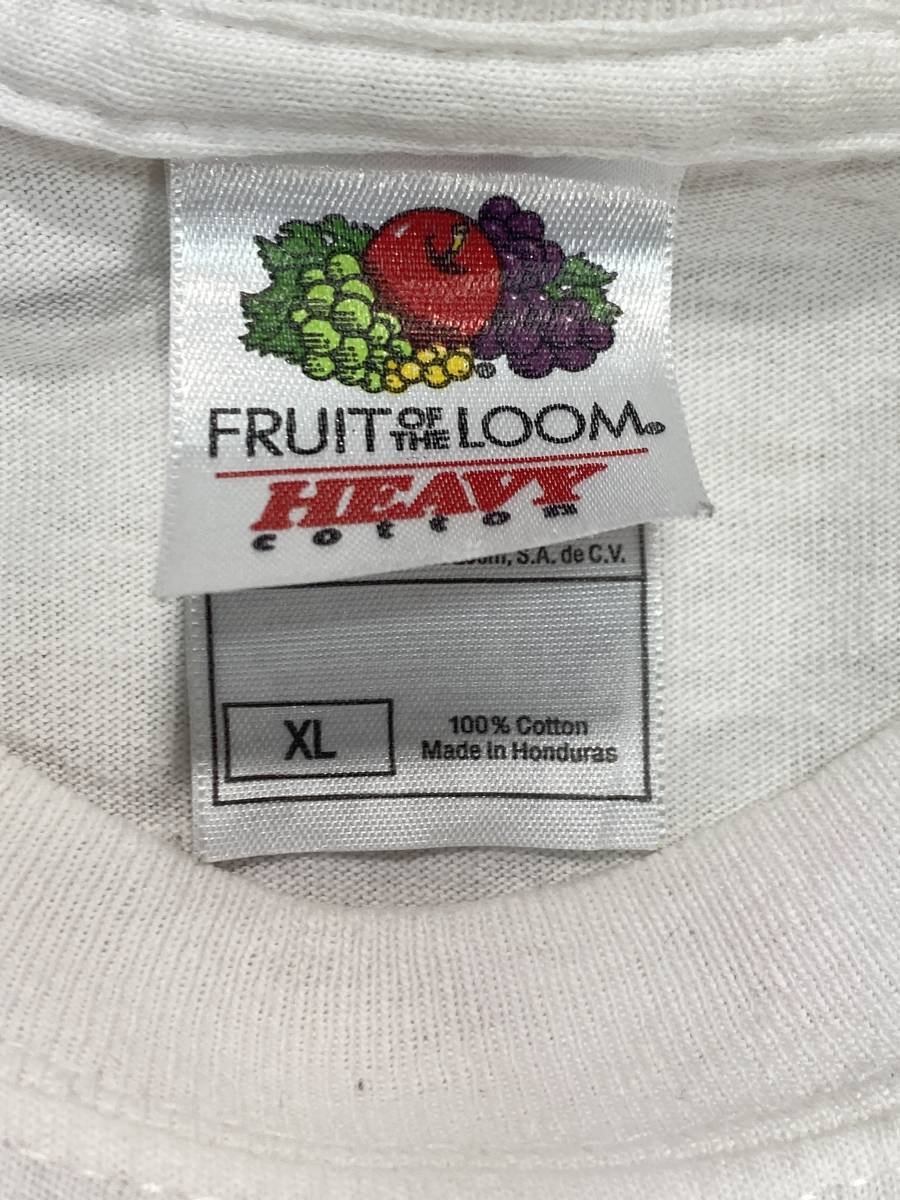 FRUIT OF THE LOOM®
HEAVY
cotton
S.A. de C.V.
XL
100% Cotton
Made in Honduras